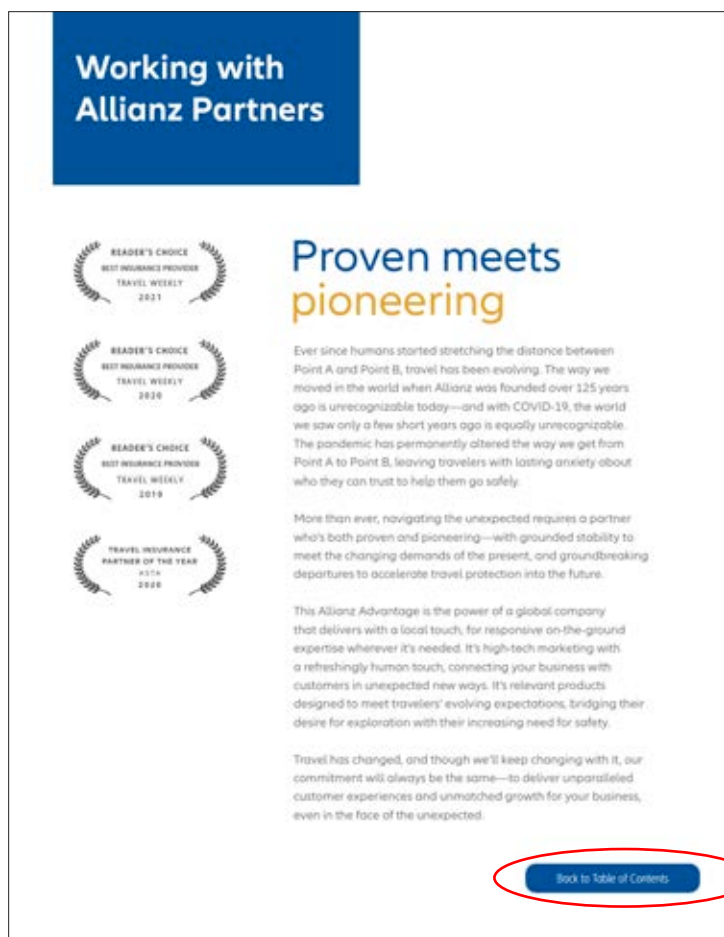 Working with
Allianz Partners
READER'S CHOICE
BEST INSURANCE PROVIDER
TRAVEL WEEKLY
2021
READER'S CHOICE
BEST INSURANCE PROVIDER
TRAVEL WEEKLY
2020
READER'S CHOICE
BEST INSURANCE PROVIDER
TRAVEL WEEKLY
2019
TRAVEL INSURANCE
PARTNER OF THE YEAR
ASTA
2020
Proven meets
pioneering
Ever since humans started stretching the distance between
Point A and Point B, travel has been evolving. The way we
moved in the world when Allianz was founded over 125 years
ago is unrecognizable today—and with COVID-19, the world
we saw only a few short years ago is equally unrecognizable.
The pandemic has permanently altered the way we get from
Point A to Point B, leaving travelers with lasting anxiety about
who they can trust to help them go safely.
More than ever, navigating the unexpected requires a partner
who's both proven and pioneering—with grounded stability to
meet the changing demands of the present, and groundbreaking
departures to accelerate travel protection into the future.
This Allianz Advantage is the power of a global company
that delivers with a local touch, for responsive on-the-ground
expertise wherever it's needed. It's high-tech marketing with
a refreshingly human touch, connecting your business with
customers in unexpected new ways. It's relevant products
designed to meet travelers' evolving expectations, bridging their
desire for exploration with their increasing need for safety.
Travel has changed, and though we'll keep changing with it, our
commitment will always be the same—to deliver unparalleled
customer experiences and unmatched growth for your business,
even in the face of the unexpected.
Back to Table of Contents